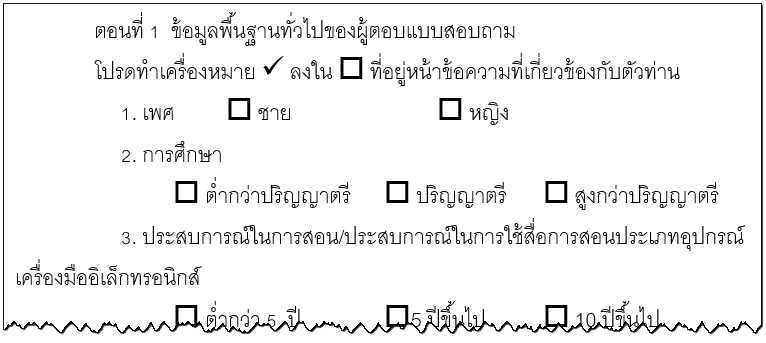 ตอนที่ 1 ข้อมูลพื้นฐานทั่วไปของผู้ตอบแบบสอบถาม
โปรดทำเครื่องหมาย ✓ ลงใน ☐ ที่อยู่หน้าข้อความที่เกี่ยวข้องกับตัวท่าน
1. เพศ ☐ ชาย ☐ หญิง
2. การศึกษา
☐ ต่ำกว่าปริญญาตรี ☐ ปริญญาตรี ☐ สูงกว่าปริญญาตรี
3. ประสบการณ์ในการสอน/ประสบการณ์ในการใช้สื่อการสอนประเภทอุปกรณ์
เครื่องมืออิเล็กทรอนิกส์
☐ ต่ำกว่า 5 ปี ☐ 5 ปีขึ้นไป ☐ 10 ปีขึ้นไป